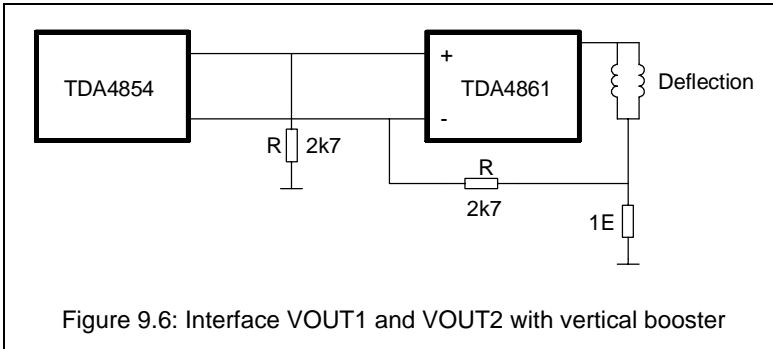 TDA4854
+
-
TDA4861
Deflection
R 2k7
R
2k7
1E
Figure 9.6: Interface VOUT1 and VOUT2 with vertical booster